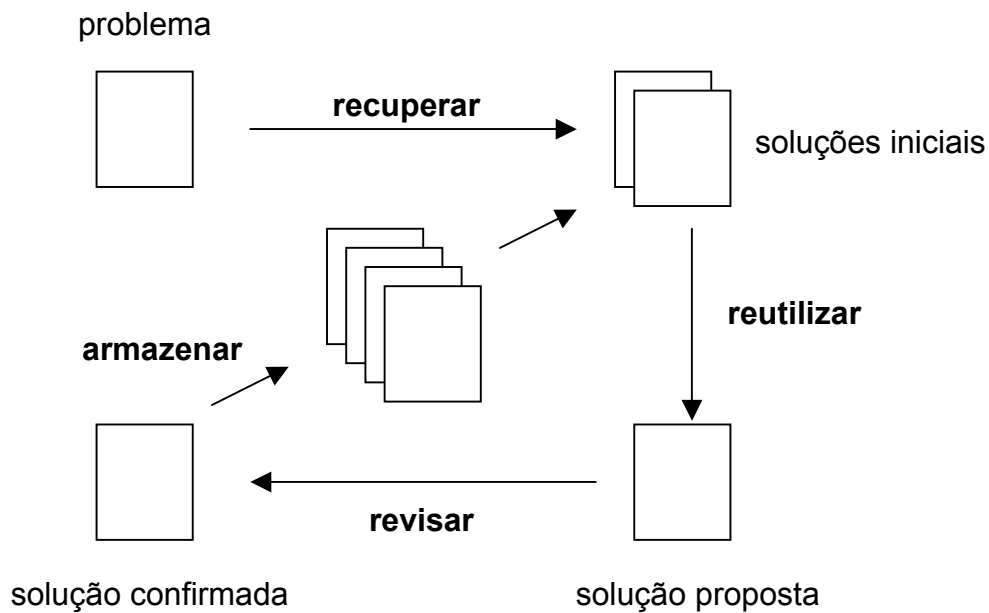 problema
recuperar
soluções iniciais
reutilizar
armazenar
revisar
solução confirmada
solução proposta